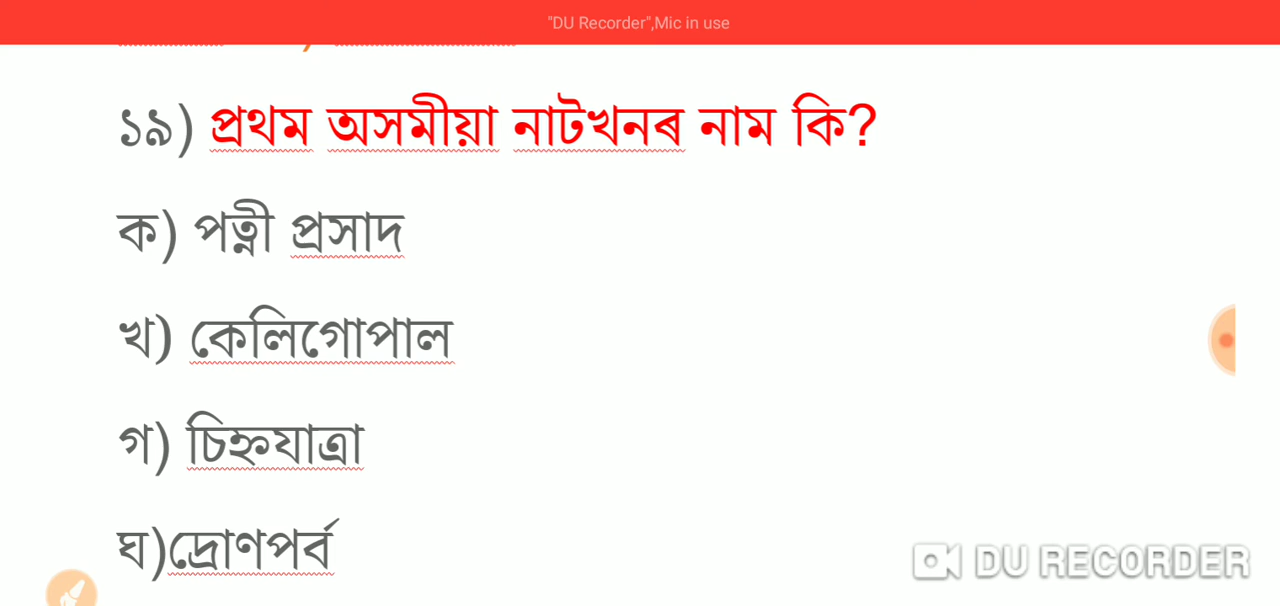 "DU Recorder",Mic in use
১৯) প্ৰথম অসমীয়া নাটখনৰ নাম কি?
ক) পত্নী প্ৰসাদ
খ) কেলিগোপাল
গ) চিহ্নযাত্ৰা
ঘ)দ্ৰোণপৰ্ব
DU RECORDER